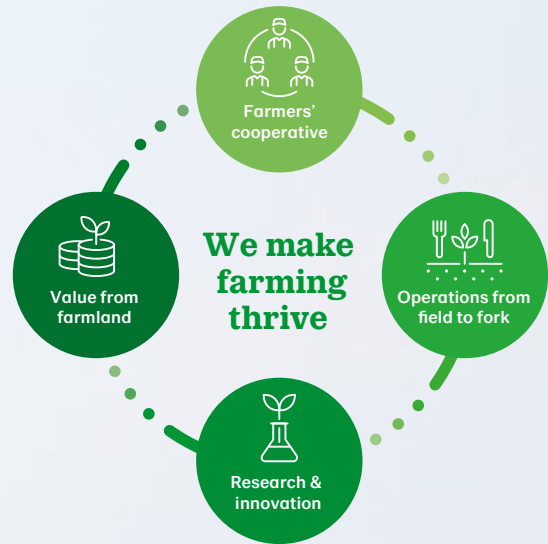 Farmers'
cooperative
Value from
farmland
We make
farming
thrive
Operations from
field to fork
Research &
innovation